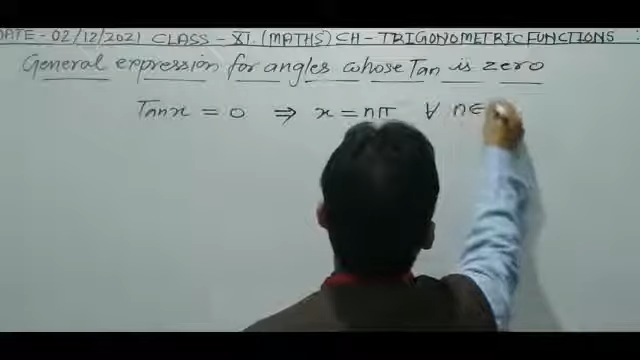 DATE - 02/12/2021 CLASS - XI (MATHS) CH - TRIGONOMETRIC FUNCTIONS
General expression for angles whose Tan is zero
Tanx = 0 ⇒ x = nπ ∀ n∈